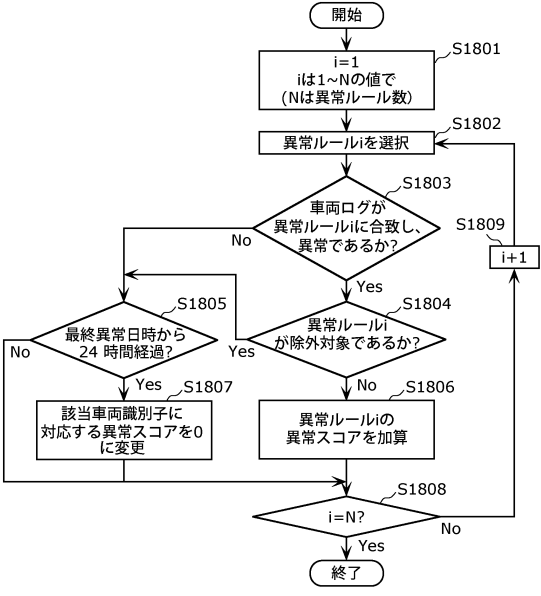 開始
S1801
i=1
iは1~Nの値で
(Nは異常ルール数)
S1802
異常ルールiを選択
S1803
車両ログが
異常ルールiに合致し、
異常であるか?
No
Yes
S1809
i+1
S1805
最終異常日時から
24 時間経過?
No
Yes
S1804
異常ルールi
が除外対象であるか?
Yes
No
S1807
該当車両識別子に
対応する異常スコアを0
に変更
S1806
異常ルールiの
異常スコアを加算
S1808
i=N?
No
Yes
終了